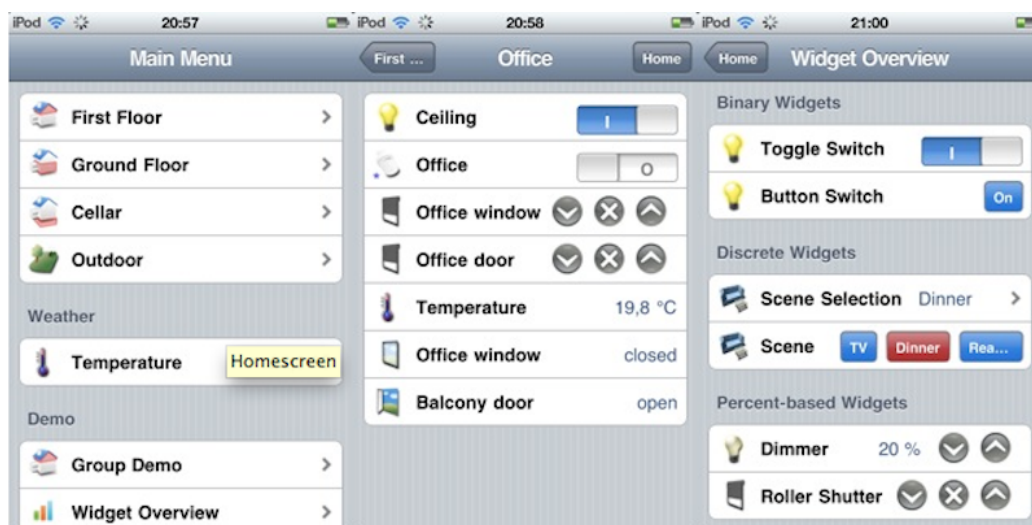 iPod 20:57
Main Menu
First Floor
Ground Floor
Cellar
Outdoor
Weather
Temperature
Homescreen
Demo
Group Demo
Widget Overview
iPod 20:58
First ... Office Home
Ceiling I
Office O
Office window
Office door
Temperature 19,8 °C
Office window closed
Balcony door open
iPod 21:00
Home Widget Overview
Binary Widgets
Toggle Switch I
Button Switch On
Discrete Widgets
Scene Selection Dinner
Scene TV Dinner Rea...
Percent-based Widgets
Dimmer 20 %
Roller Shutter